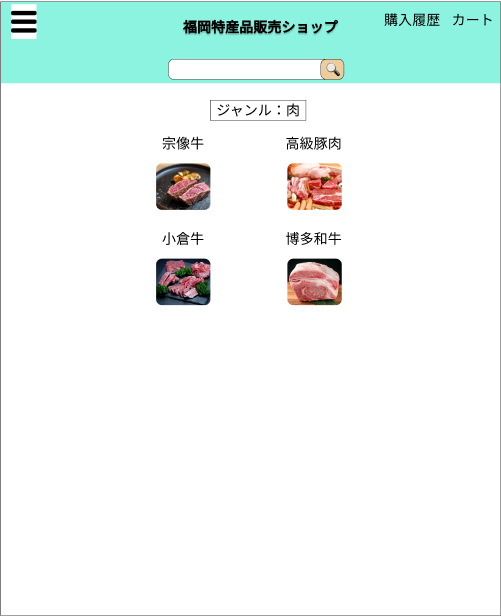 福岡特産品販売ショップ
購入履歴 カート
ジャンル：肉
宗像牛 高級豚肉
小倉牛 博多和牛